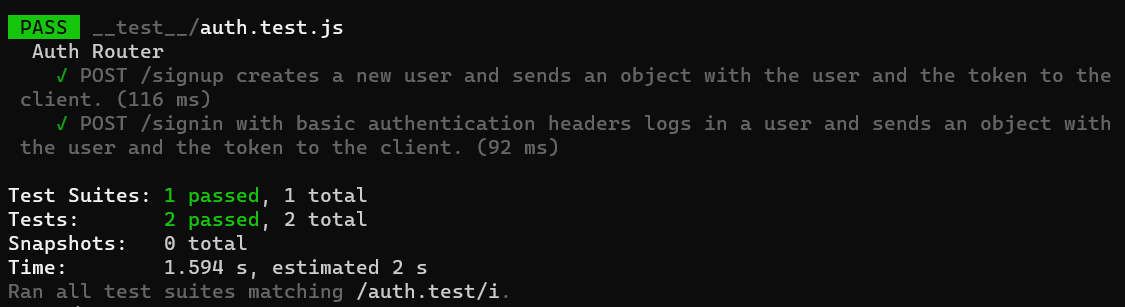 PASS __test__/auth.test.js
Auth Router
√ POST /signup creates a new user and sends an object with the user and the token to the
client. (116 ms)
√ POST /signin with basic authentication headers logs in a user and sends an object with
the user and the token to the client. (92 ms)
Test Suites: 1 passed, 1 total
Tests: 2 passed, 2 total
Snapshots: 0 total
Time: 1.594 s, estimated 2 s
Ran all test suites matching /auth.test/i.